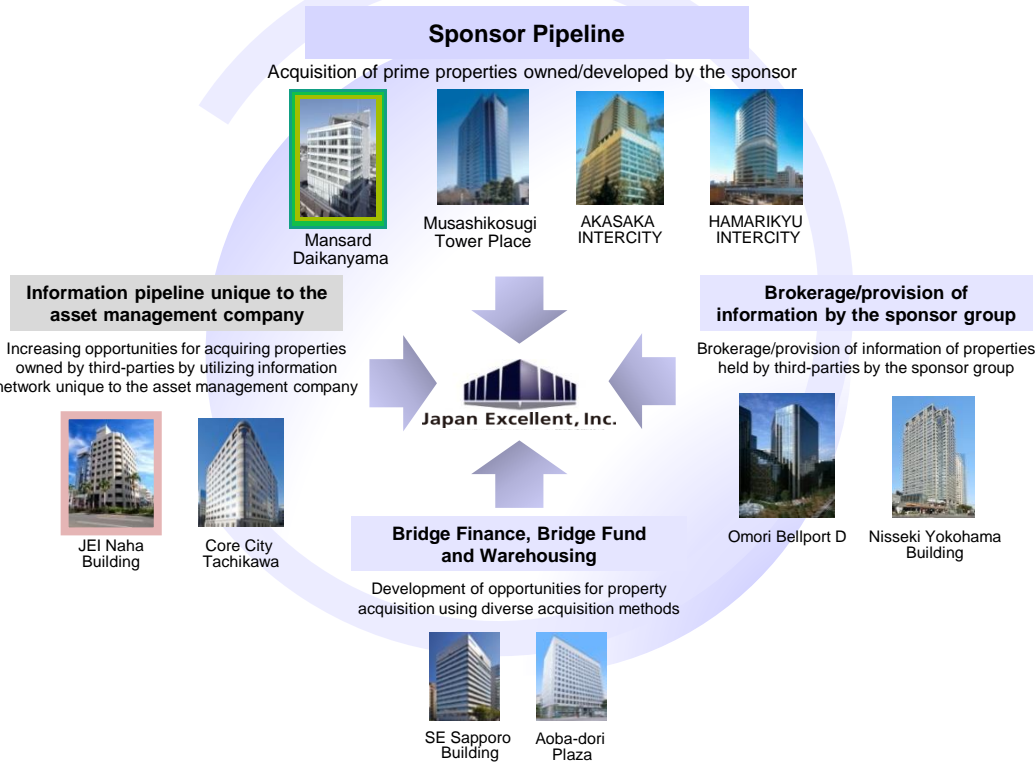 Sponsor Pipeline
Acquisition of prime properties owned/developed by the sponsor
Mansard
Daikanyama
Musashikosugi
Tower Place
AKASAKA
INTERCITY
HAMARIKYU
INTERCITY
Information pipeline unique to the
asset management company
Increasing opportunities for acquiring properties
owned by third-parties by utilizing information
network unique to the asset management company
JEI Naha
Building
Core City
Tachikawa
Japan Excellent, Inc.
Brokerage/provision of
information by the sponsor group
Brokerage/provision of information of properties
held by third-parties by the sponsor group
Omori Bellport D
Nisseki Yokohama
Building
Bridge Finance, Bridge Fund
and Warehousing
Development of opportunities for property
acquisition using diverse acquisition methods
SE Sapporo
Building
Aoba-dori
Plaza